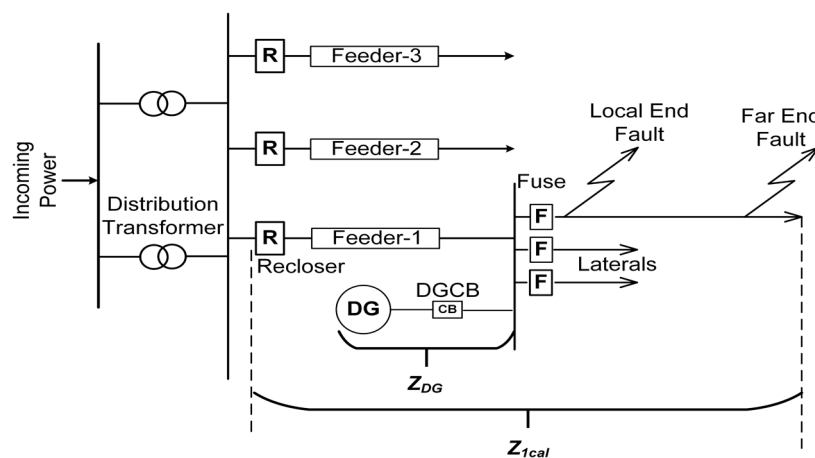 R
Feeder-3
Local End
Fault
Far End
Fault
R
Feeder-2
Incoming
Power
Distribution
Transformer
Fuse
F
R
Feeder-1
F
Recloser
Laterals
F
DGCB
DG
CB
ZDG
Z1cal